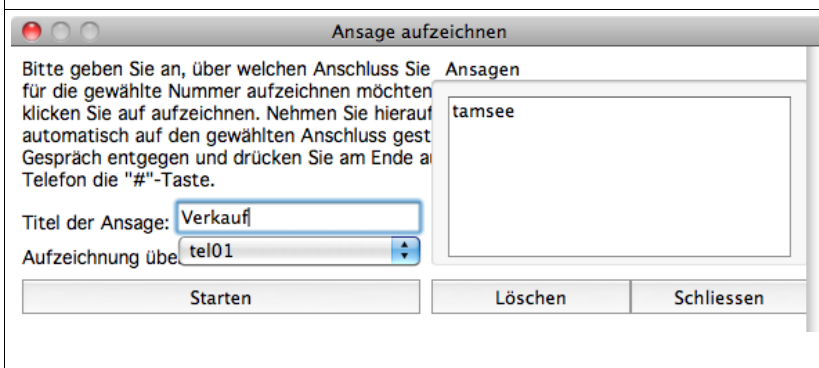 Ansage aufzeichnen
Bitte geben Sie an, über welchen Anschluss Sie
für die gewählte Nummer aufzeichnen möchten
klicken Sie auf aufzeichnen. Nehmen Sie hierauf
automatisch auf den gewählten Anschluss gest
Gespräch entgegen und drücken Sie am Ende a
Telefon die "#"-Taste.
Titel der Ansage: Verkauf
Aufzeichnung übe tel01
Starten
Ansagen
tamsee
Löschen Schliessen